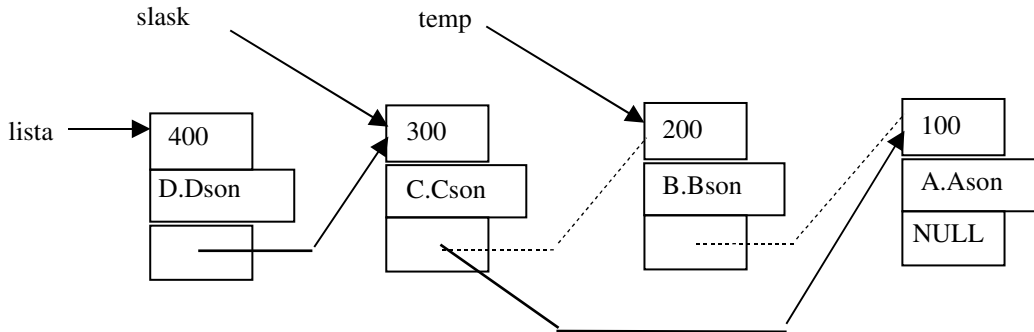 slask
temp
lista
400
300
200
100
D.Dson
C.Cson
B.Bson
A.Ason
NULL